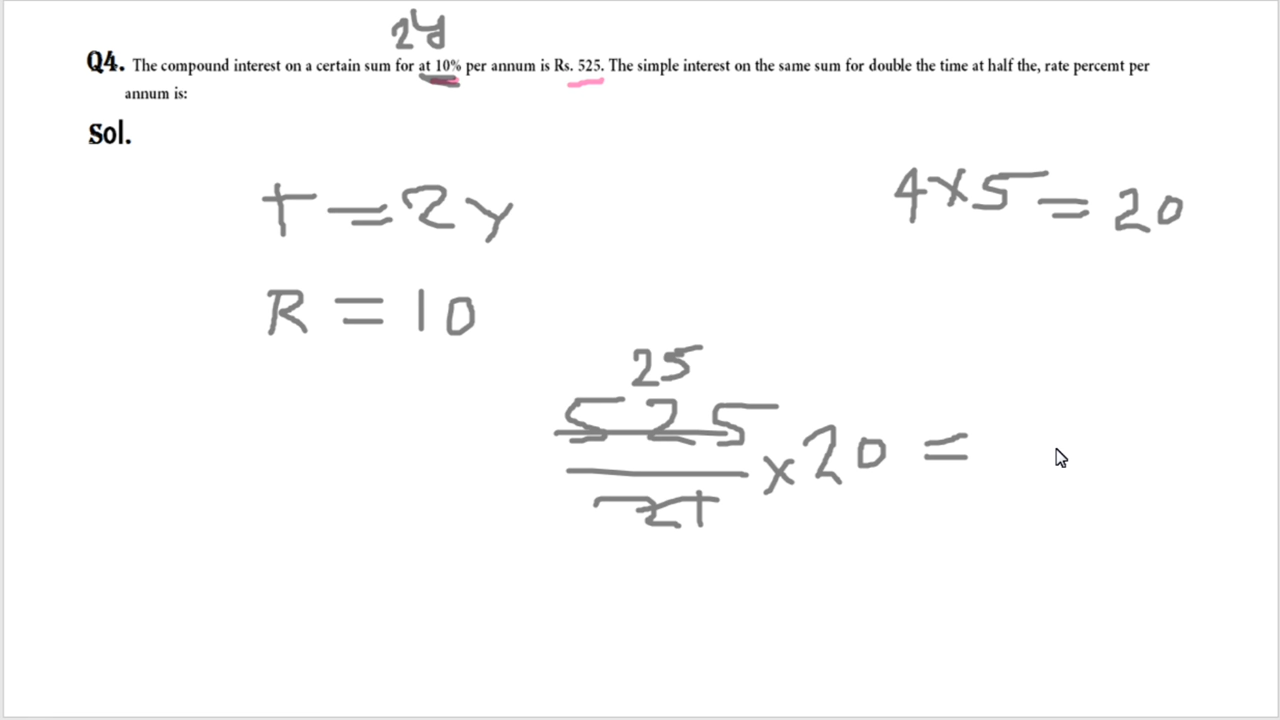 2y
Q4. The compound interest on a certain sum for at 10% per annum is Rs. 525. The simple interest on the same sum for double the time at half the, rate percemt per
annum is:
Sol.
T = 2y
4 x 5 = 20
R = 10
25
525
21 x 20 =